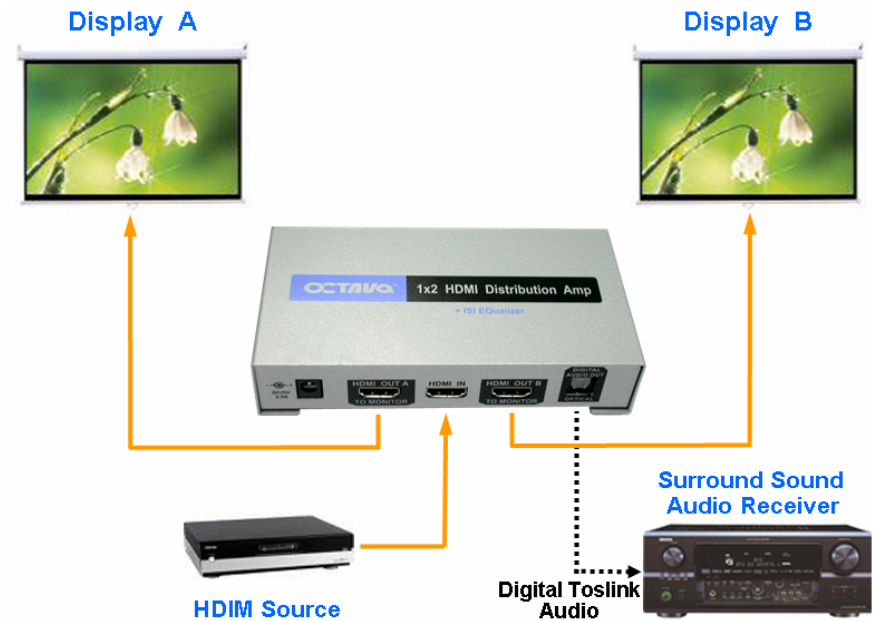 Display A
Display B
OCTAVA
1x2 HDMI Distribution Amp
+ ISI EQualizer
DIGITAL
AUDIO OUT
HDMI OUT A
HDMI IN
HDMI OUT B
TO MONITOR
TO MONITOR
OPTICAL
Surround Sound
Audio Receiver
Digital Toslink
Audio
HDIM Source